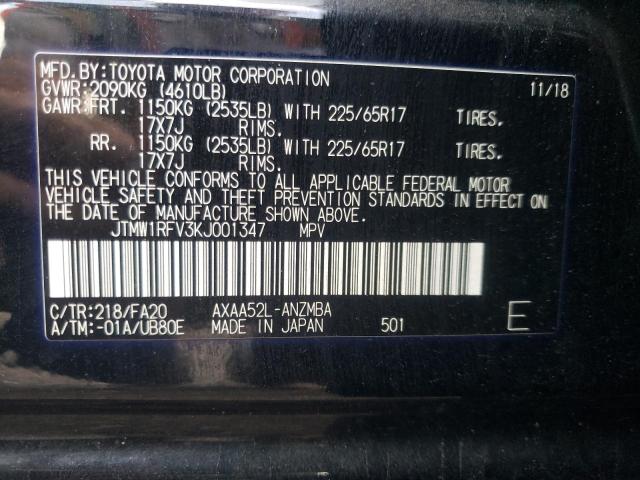 MFD.BY:TOYOTA MOTOR CORPORATION 11/18
GVWR:2090KG (4610LB)
GAWR:FRT. 1150KG (2535LB) WITH 225/65R17 TIRES.
17X7J RIMS.
RR. 1150KG (2535LB) WITH 225/65R17 TIRES.
17X7J RIMS.
THIS VEHICLE CONFORMS TO ALL APPLICABLE FEDERAL MOTOR
VEHICLE SAFETY AND THEFT PREVENTION STANDARDS IN EFFECT ON
THE DATE OF MANUFACTURE SHOWN ABOVE.
JTMW1RFV3KJ001347 MPV
C/TR:218/FA20 AXAA52L-ANZMBA
A/TM:-01A/UB80E MADE IN JAPAN 501 E